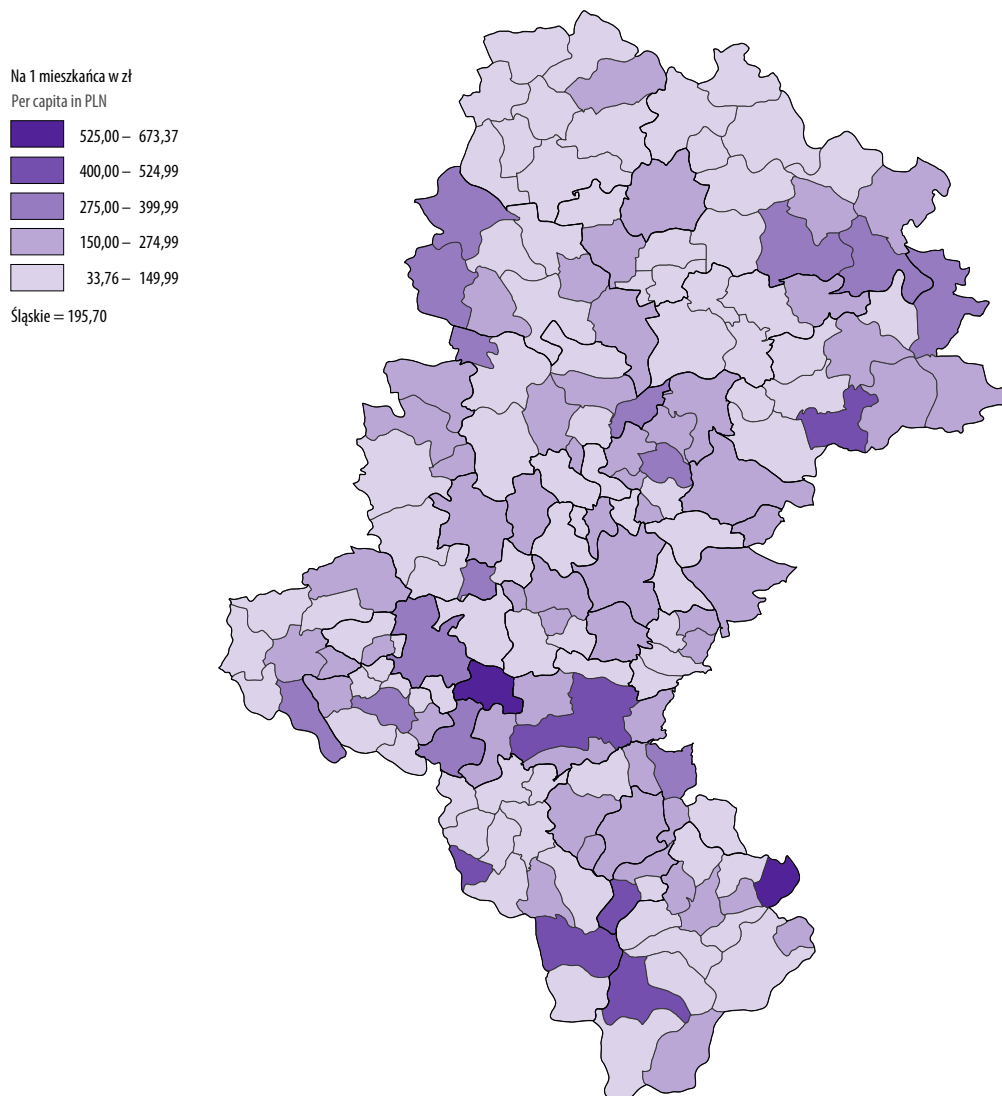 Na 1 mieszkańca w zł
Per capita in PLN
525,00 – 673,37
400,00 – 524,99
275,00 – 399,99
150,00 – 274,99
33,76 – 149,99
Śląskie = 195,70